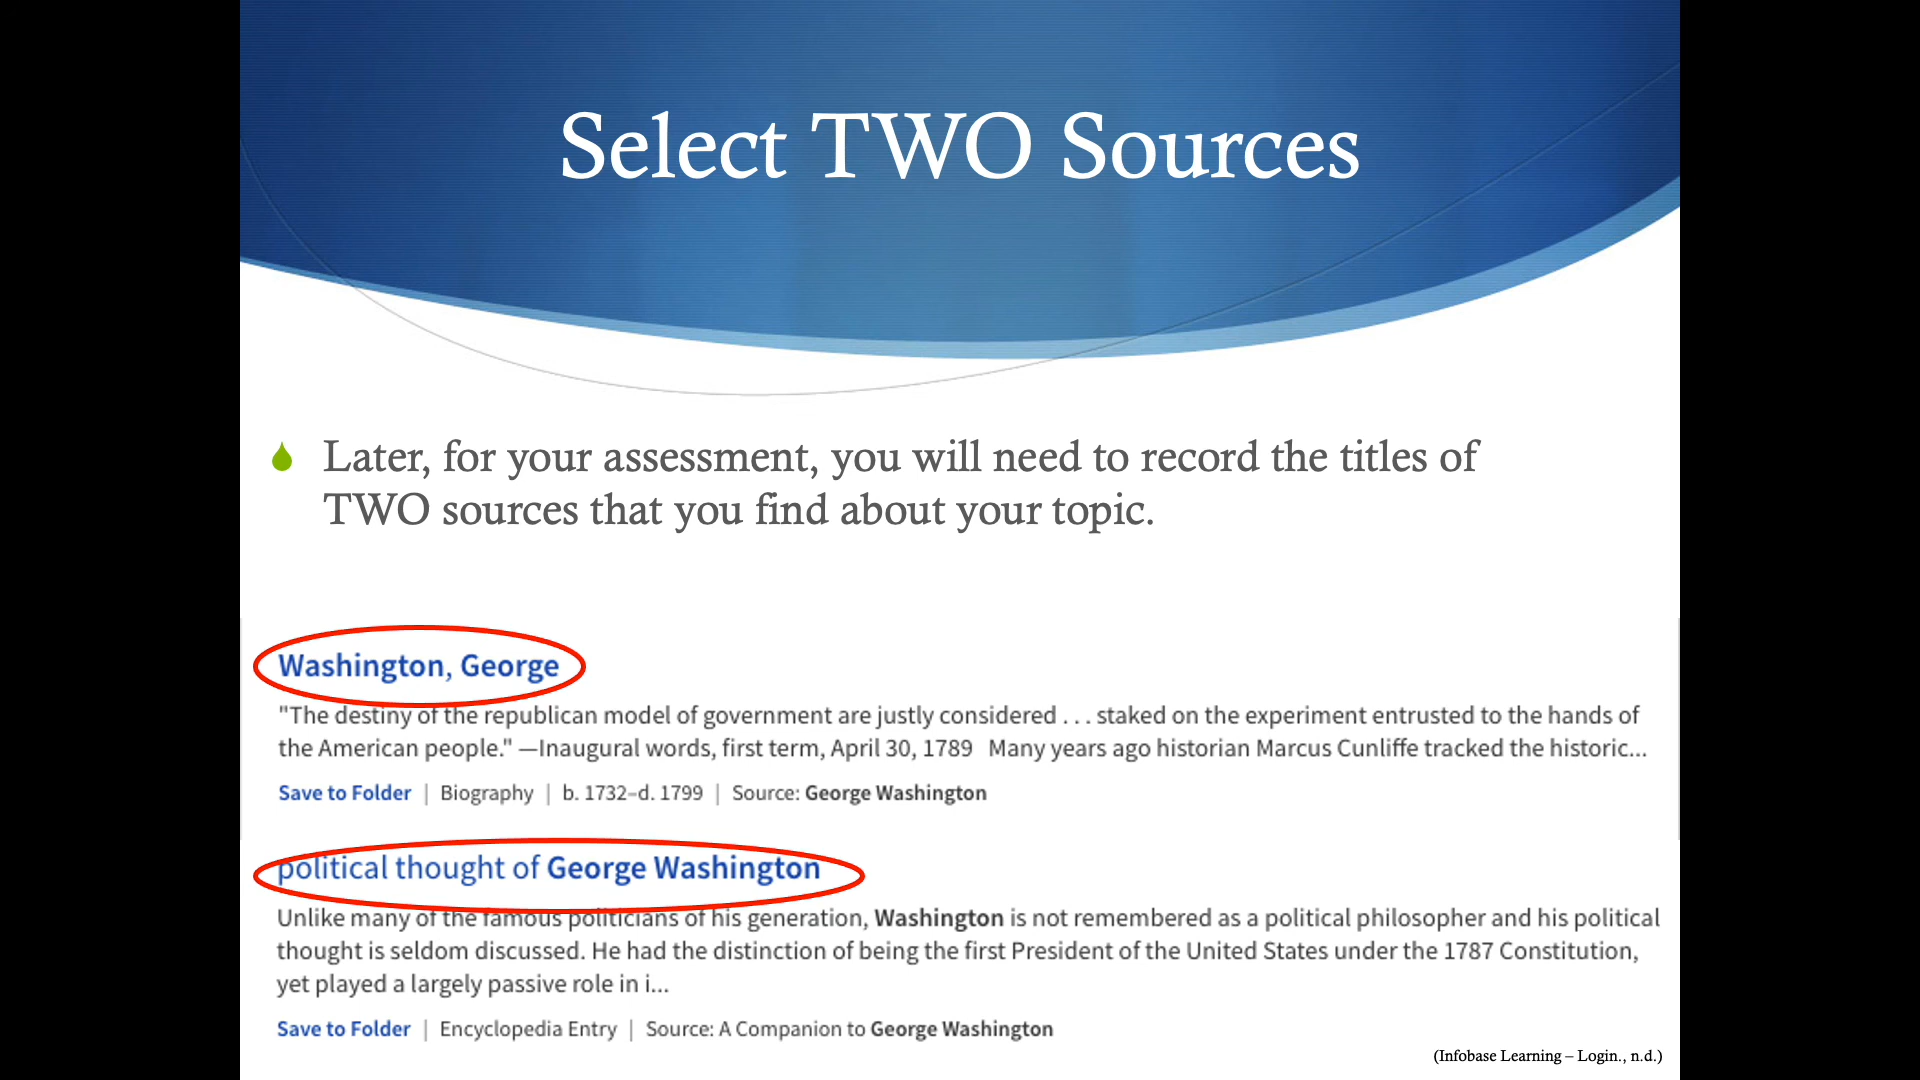 Select TWO Sources
Later, for your assessment, you will need to record the titles of
TWO sources that you find about your topic.
Washington, George
"The destiny of the republican model of government are justly considered . . . staked on the experiment entrusted to the hands of
the American people." —Inaugural words, first term, April 30, 1789 Many years ago historian Marcus Cunliffe tracked the historic...
Save to Folder | Biography | b. 1732–d. 1799 | Source: George Washington
political thought of George Washington
Unlike many of the famous politicians of his generation, Washington is not remembered as a political philosopher and his political
thought is seldom discussed. He had the distinction of being the first President of the United States under the 1787 Constitution,
yet played a largely passive role in i...
Save to Folder | Encyclopedia Entry | Source: A Companion to George Washington
(Infobase Learning – Login., n.d.)